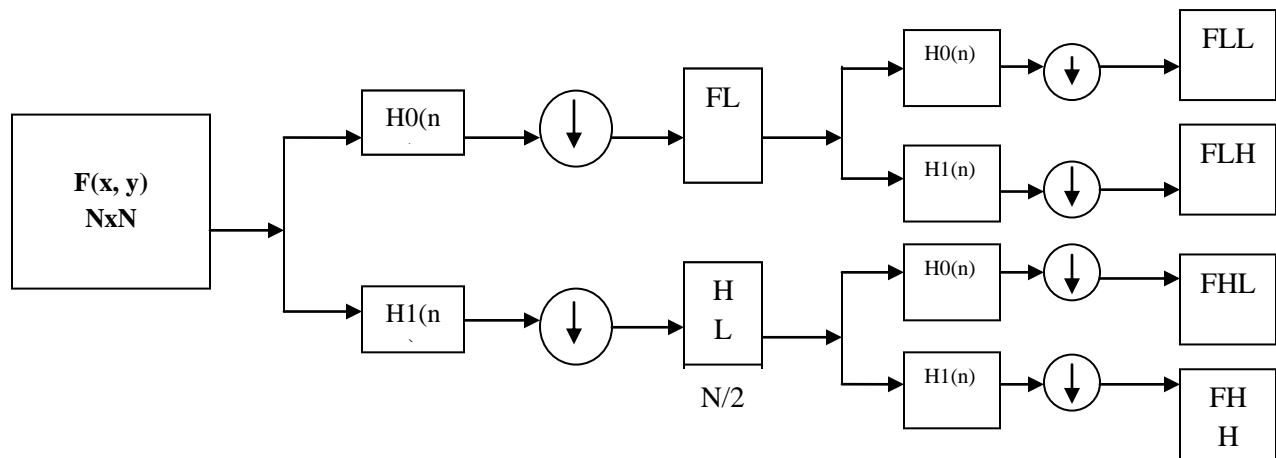 F(x, y)
NxN
H0(n
H1(n
FL
H
L
N/2
H0(n)
H1(n)
H0(n)
H1(n)
FLL
FLH
FHL
FH
H